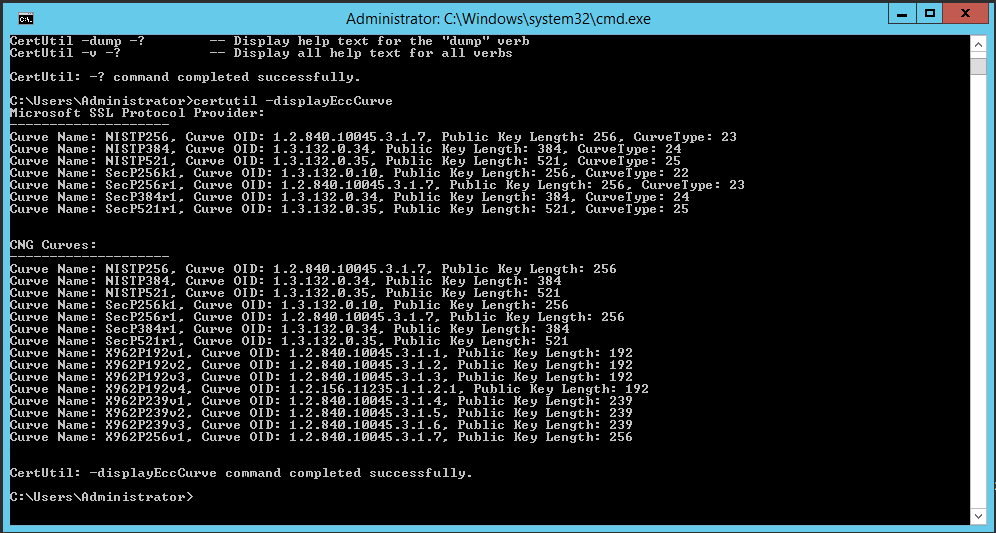 Administrator: C:\Windows\system32\cmd.exe
CertUtil -dump -?        -- Display help text for the "dump" verb
CertUtil -v -?           -- Display all help text for all verbs
CertUtil: -? command completed successfully.
C:\Users\Administrator>certutil -displayEccCurve
Microsoft SSL Protocol Provider:
--------------------
Curve Name: NISTP256, Curve OID: 1.2.840.10045.3.1.7, Public Key Length: 256, CurveType: 23
Curve Name: NISTP384, Curve OID: 1.3.132.0.34, Public Key Length: 384, CurveType: 24
Curve Name: NISTP521, Curve OID: 1.3.132.0.35, Public Key Length: 521, CurveType: 25
Curve Name: SecP256k1, Curve OID: 1.3.132.0.10, Public Key Length: 256, CurveType: 22
Curve Name: SecP256r1, Curve OID: 1.2.840.10045.3.1.7, Public Key Length: 256, CurveType: 23
Curve Name: SecP384r1, Curve OID: 1.3.132.0.34, Public Key Length: 384, CurveType: 24
Curve Name: SecP521r1, Curve OID: 1.3.132.0.35, Public Key Length: 521, CurveType: 25
CNG Curves:
--------------------
Curve Name: NISTP256, Curve OID: 1.2.840.10045.3.1.7, Public Key Length: 256
Curve Name: NISTP384, Curve OID: 1.3.132.0.34, Public Key Length: 384
Curve Name: NISTP521, Curve OID: 1.3.132.0.35, Public Key Length: 521
Curve Name: SecP256k1, Curve OID: 1.3.132.0.10, Public Key Length: 256
Curve Name: SecP256r1, Curve OID: 1.2.840.10045.3.1.7, Public Key Length: 256
Curve Name: SecP384r1, Curve OID: 1.3.132.0.34, Public Key Length: 384
Curve Name: SecP521r1, Curve OID: 1.3.132.0.35, Public Key Length: 521
Curve Name: X962P192v1, Curve OID: 1.2.840.10045.3.1.1, Public Key Length: 192
Curve Name: X962P192v2, Curve OID: 1.2.840.10045.3.1.2, Public Key Length: 192
Curve Name: X962P192v3, Curve OID: 1.2.840.10045.3.1.3, Public Key Length: 192
Curve Name: X962P192v4, Curve OID: 1.2.156.11235.1.1.2.1, Public Key Length: 192
Curve Name: X962P239v1, Curve OID: 1.2.840.10045.3.1.4, Public Key Length: 239
Curve Name: X962P239v2, Curve OID: 1.2.840.10045.3.1.5, Public Key Length: 239
Curve Name: X962P239v3, Curve OID: 1.2.840.10045.3.1.6, Public Key Length: 239
Curve Name: X962P256v1, Curve OID: 1.2.840.10045.3.1.7, Public Key Length: 256
CertUtil: -displayEccCurve command completed successfully.
C:\Users\Administrator>